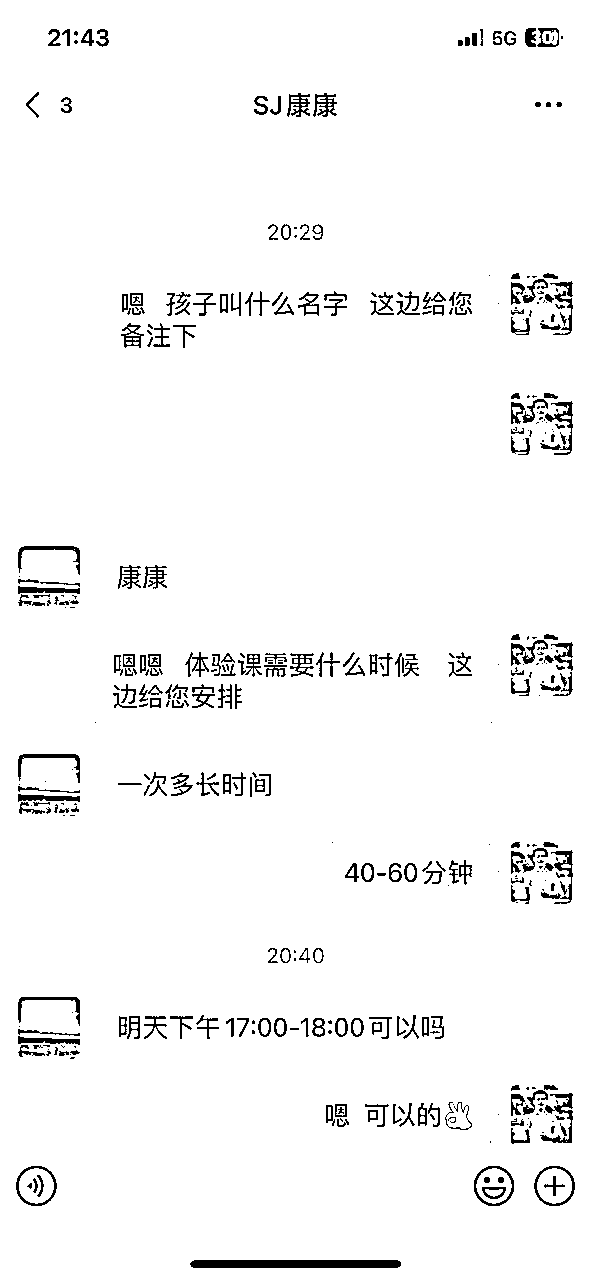 21:43
5G 30
3 SJ康康
20:29
嗯 孩子叫什么名字 这边给您
备注下
康康
嗯嗯 体验课需要什么时候 这
边给您安排
一次多长时间
40-60分钟
20:40
明天下午17:00-18:00可以吗
嗯 可以的👌